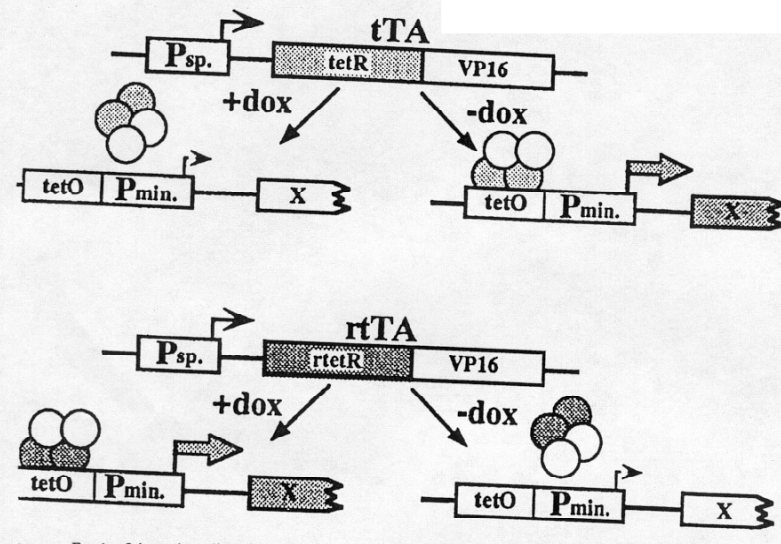 tTA
Psp. tetR VP16
+dox -dox
tetO Pmin. X
tetO Pmin. X
rtTA
Psp. rtetR VP16
+dox -dox
tetO Pmin. X
tetO Pmin. X